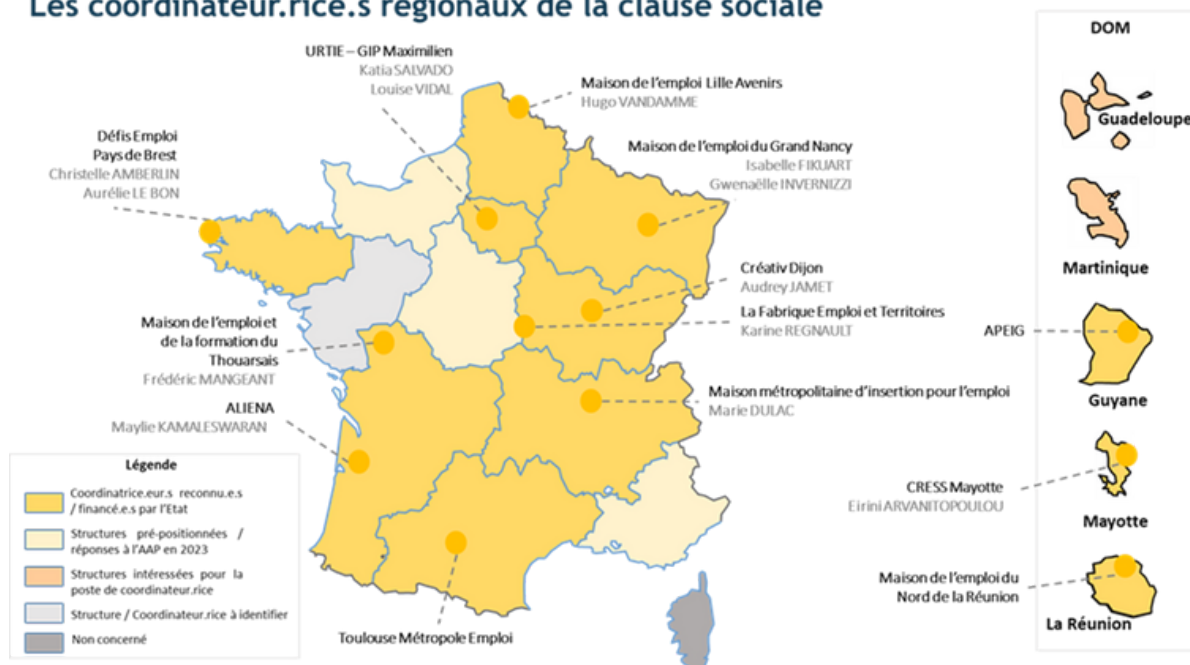 Les coordinateur.rice.s régionaux de la clause sociale
URTIE – GIP Maximilien
Katia SALVADO
Louise VIDAL
Maison de l'emploi Lille Avenirs
Hugo VANDAMME
Défis Emploi
Pays de Brest
Christelle AMBERLIN
Aurélie LE BON
Maison de l'emploi du Grand Nancy
Isabelle FIKUART
Gwenaëlle INVERNIZZI
Créativ Dijon
Audrey JAMET
La Fabrique Emploi et Territoires
Karine REGNAULT
Maison de l'emploi et
de la formation du
Thouarsais
Frédéric MANGEANT
Maison métropolitaine d'insertion pour l'emploi
Marie DULAC
ALIENA
Maylie KAMALESWARAN
Toulouse Métropole Emploi
Légende
Coordinatrice.eur.s reconnu.e.s
/ financé.e.s par l'Etat
Structures pré-positionnées /
réponses à l'AAP en 2023
Structures intéressées pour la
poste de coordinateur.rice
Structure / Coordinateur.rice à identifier
Non concerné
DOM
Guadeloupe
Martinique
APEIG
Guyane
CRESS Mayotte
Eirini ARVANITOPOULOU
Mayotte
Maison de l'emploi du
Nord de la Réunion
La Réunion